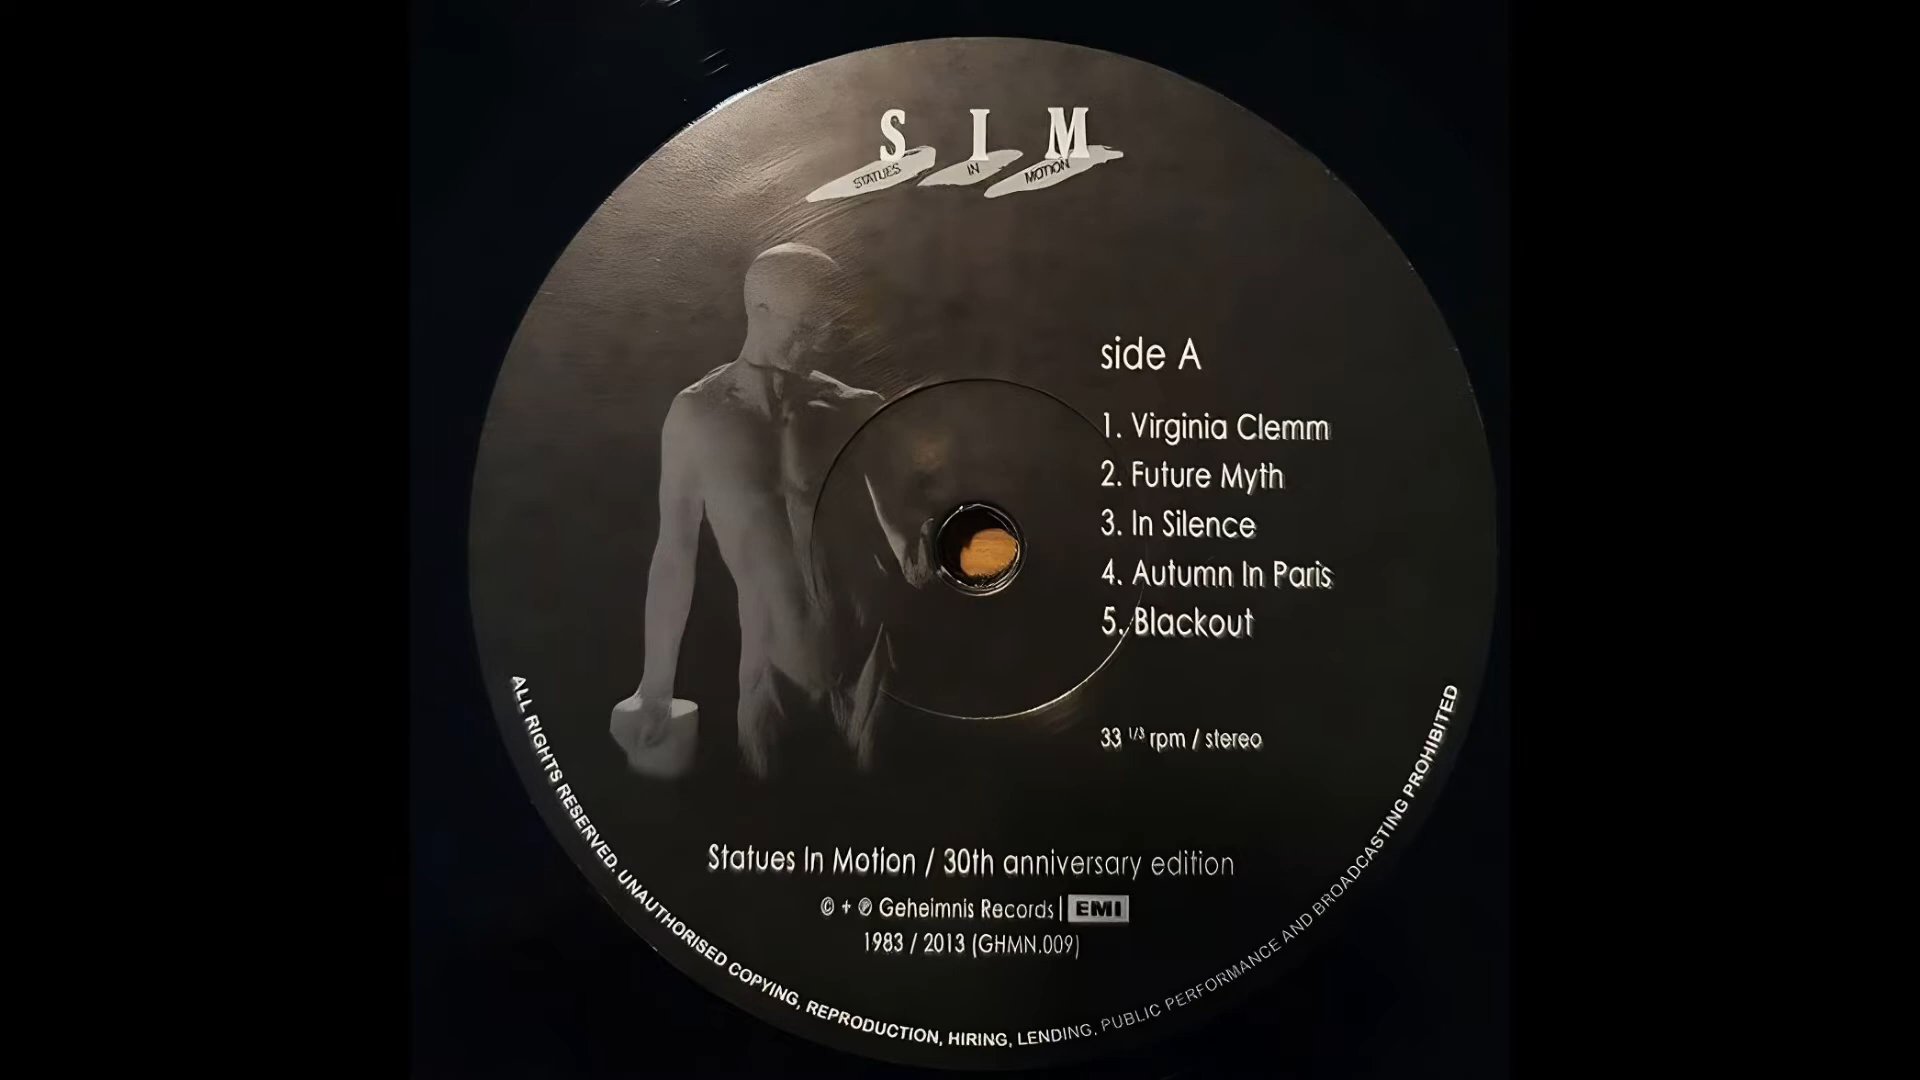 S I M
STATUES IN MOTION
side A
1. Virginia Clemm
2. Future Myth
3. In Silence
4. Autumn In Paris
5. Blackout
33 1/3 rpm / stereo
Statues In Motion / 30th anniversary edition
© + ℗ Geheimnis Records | EMI
1983 / 2013 (GHMN.009)
ALL RIGHTS RESERVED. UNAUTHORISED COPYING, REPRODUCTION, HIRING, LENDING, PUBLIC PERFORMANCE AND BROADCASTING PROHIBITED